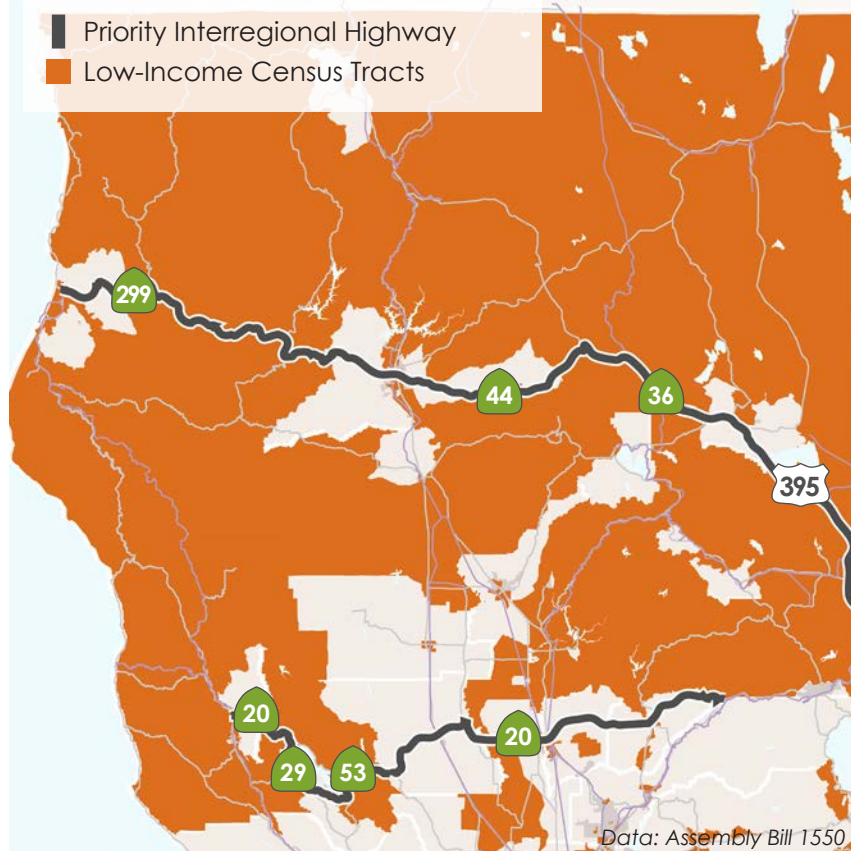 Priority Interregional Highway
Low-Income Census Tracts
299
44
36
395
20
20
29
53
Data: Assembly Bill 1550